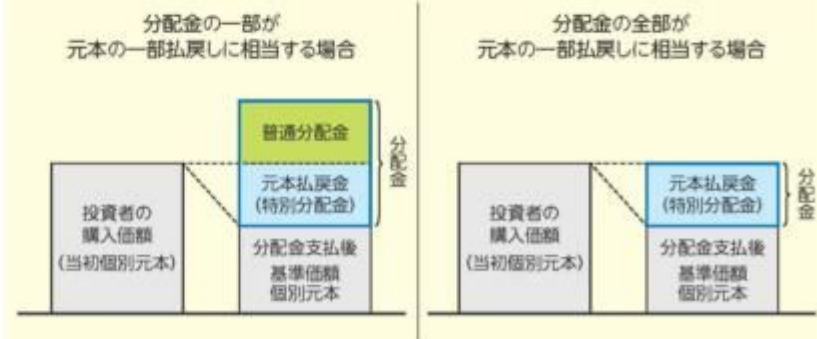 分配金の一部が
元本の一部払戻しに相当する場合
普通分配金
元本払戻金
(特別分配金)
分配金
投資者の
購入価額
(当初個別元本)
分配金支払後
基準価額
個別元本
分配金の全部が
元本の一部払戻しに相当する場合
元本払戻金
(特別分配金)
分配金
投資者の
購入価額
(当初個別元本)
分配金支払後
基準価額
個別元本